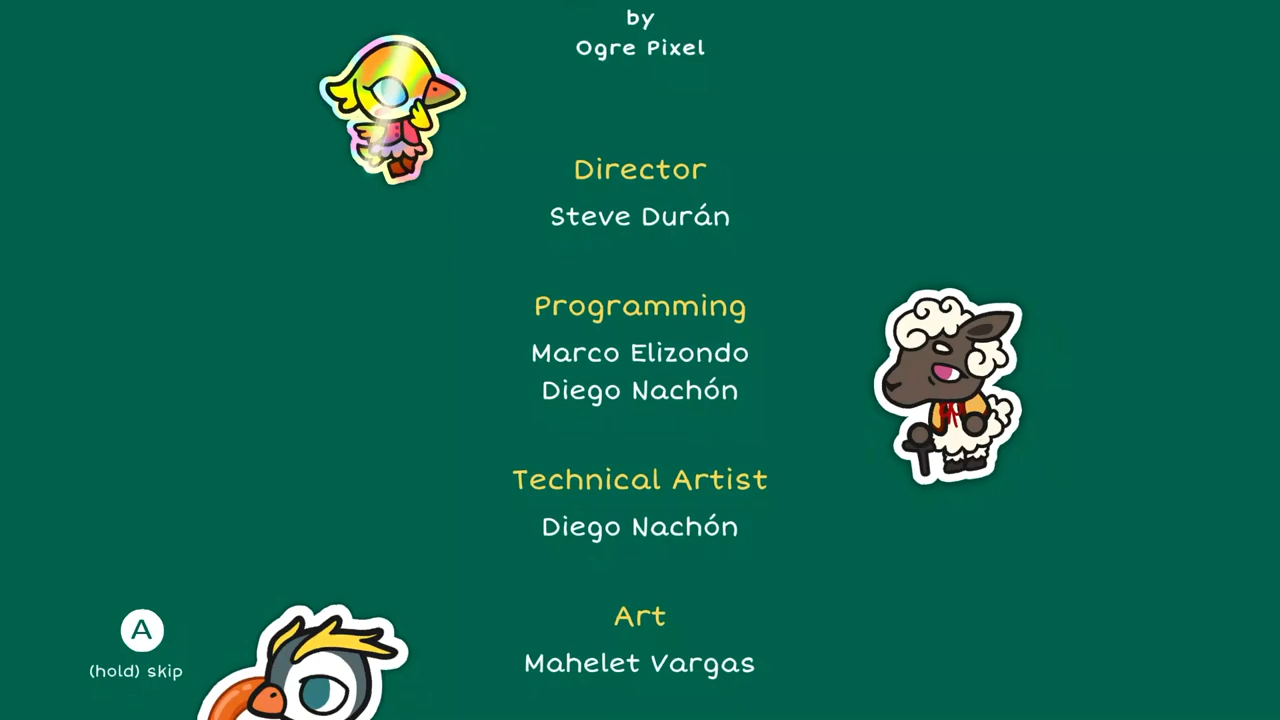 by
Ogre Pixel
Director
Steve Durán
Programming
Marco Elizondo
Diego Nachón
Technical Artist
Diego Nachón
Art
Mahelet Vargas
A
(hold) skip